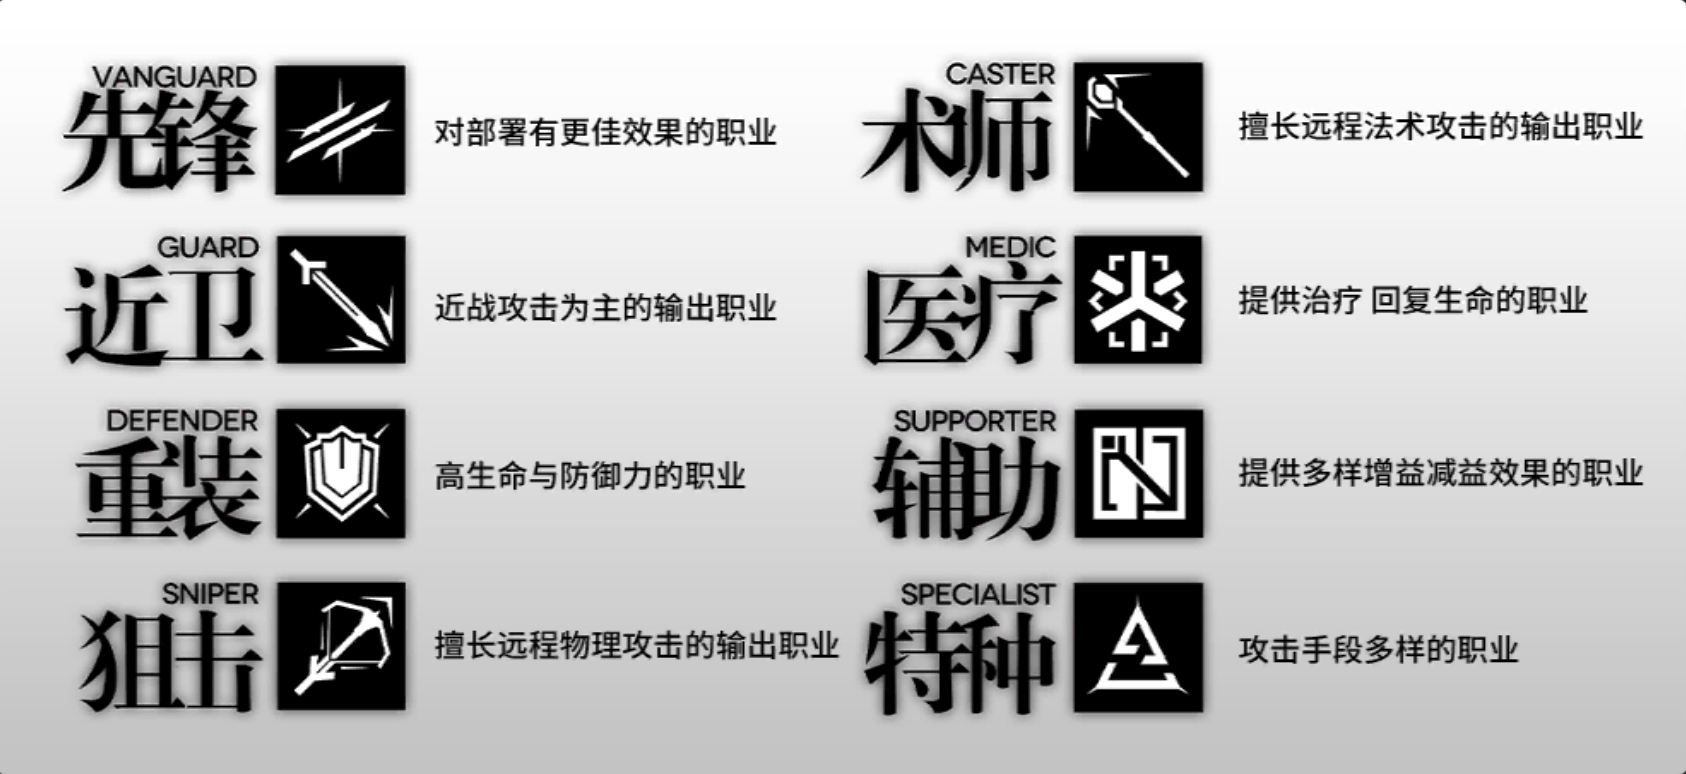 VANGUARD
先锋
对部署有更佳效果的职业
GUARD
近卫
近战攻击为主的输出职业
DEFENDER
重装
高生命与防御力的职业
SNIPER
狙击
擅长远程物理攻击的输出职业
CASTER
术师
擅长远程法术攻击的输出职业
MEDIC
医疗
提供治疗 回复生命的职业
SUPPORTER
辅助
提供多样增益减益效果的职业
SPECIALIST
特种
攻击手段多样的职业